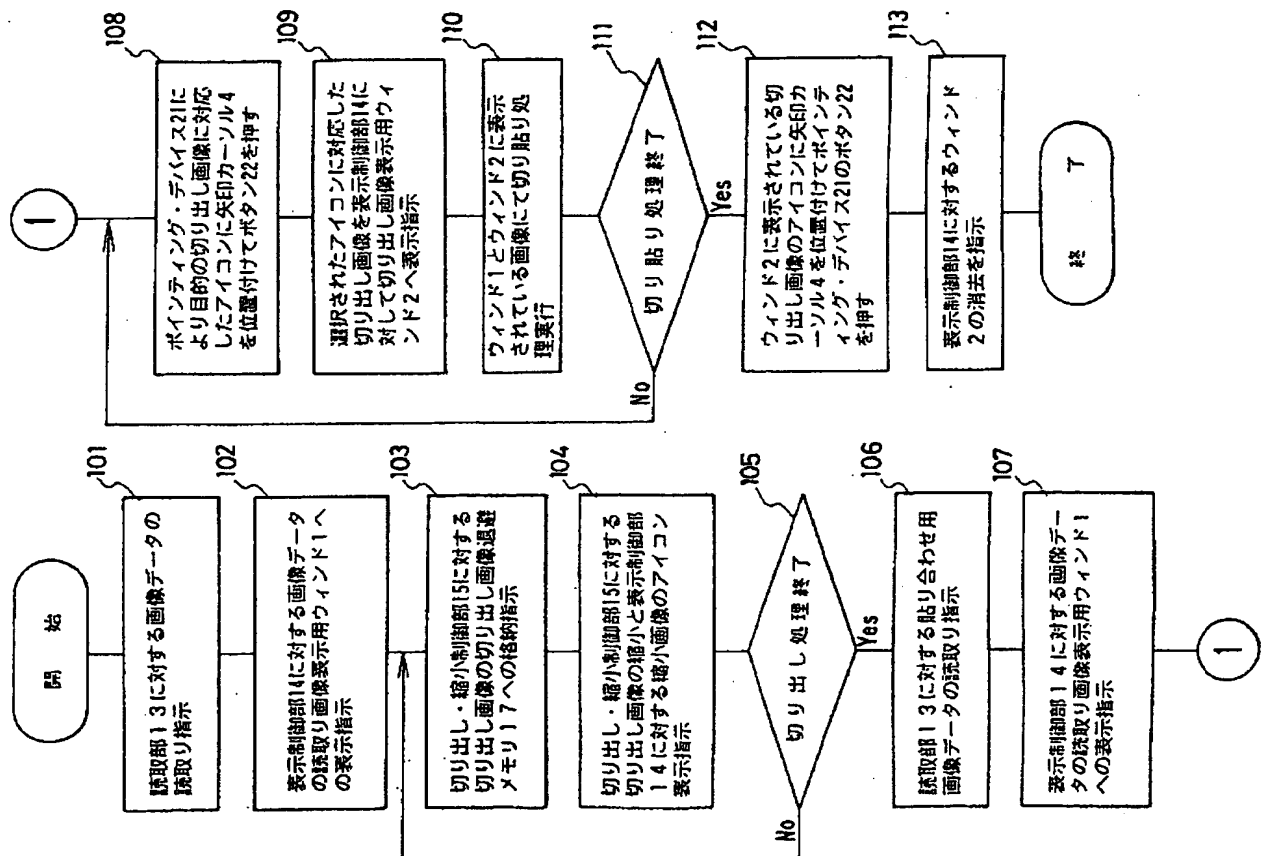 開 始
101
読取部13に対する画像データの
読取り指示
102
表示制御部14に対する画像データ
の読取り画像表示用ウィンド1へ
の表示指示
103
切り出し・縮小制御部15に対する
切り出し画像の切り出し画像退避
メモリ17への格納指示
104
切り出し・縮小制御部15に対する
切り出し画像の縮小と表示制御部
14に対する縮小画像のアイコン
表示指示
105
切り出し処理終了
No
Yes
106
読取部13に対する貼り合わせ用
画像データの読取り指示
107
表示制御部14に対する画像デー
タの読取り画像表示用ウィンド1
への表示指示
1
1
108
ポインティング・デバイス21に
より目的の切り出し画像に対応
したアイコンに矢印カーソル4
を位置付けてボタン22を押す
109
選択されたアイコンに対応した
切り出し画像を表示制御部14に
対して切り出し画像表示用ウィ
ンド2へ表示指示
110
ウィンド1とウィンド2に表示
されている画像にて切り貼り処
理実行
111
切り貼り処理終了
No
Yes
112
ウィンド2に表示されている切
り出し画像のアイコンに矢印カ
ーソル4を位置付けてポインテ
ィング・デバイス21のボタン22
を押す
113
表示制御部14に対するウィンド
2の消去を指示
終 了